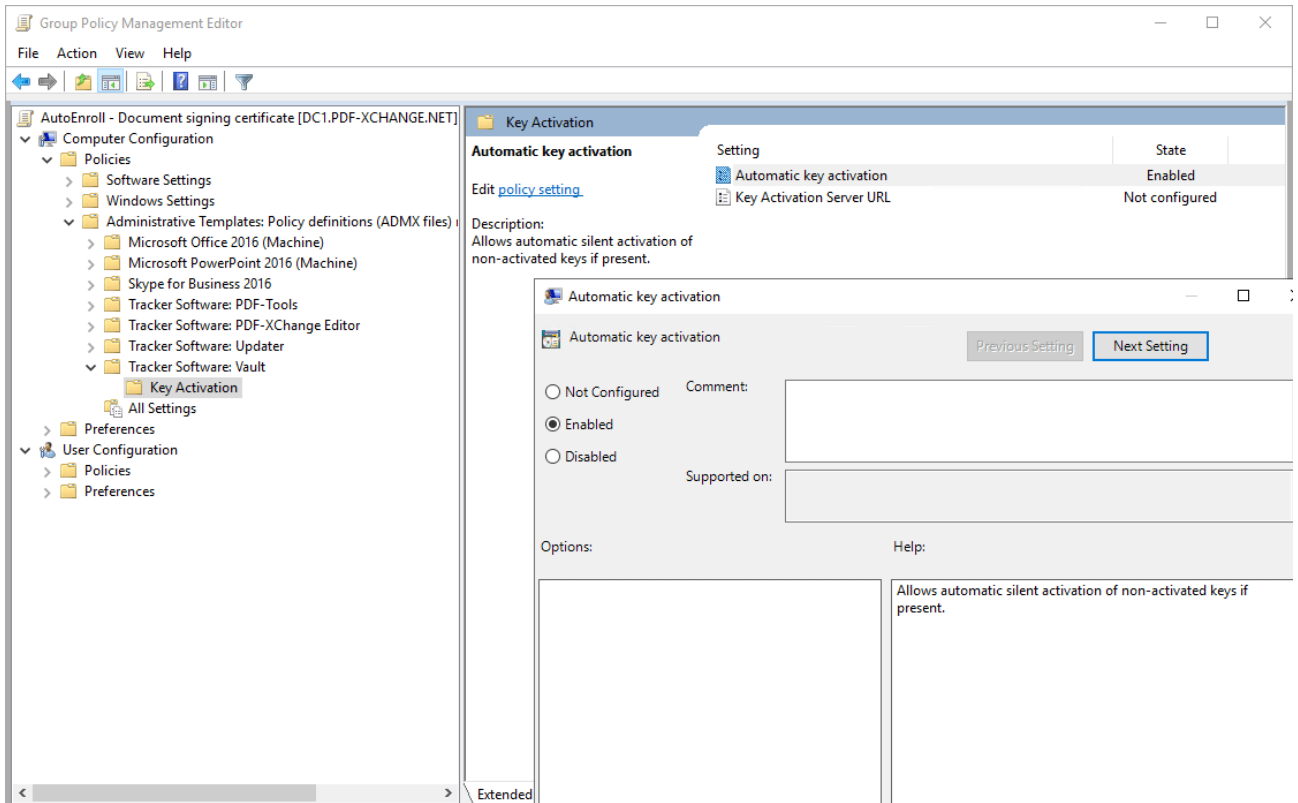 Group Policy Management Editor
File Action View Help
AutoEnroll - Document signing certificate [DC1.PDF-XCHANGE.NET]
Computer Configuration
Policies
Software Settings
Windows Settings
Administrative Templates: Policy definitions (ADMX files)
Microsoft Office 2016 (Machine)
Microsoft PowerPoint 2016 (Machine)
Skype for Business 2016
Tracker Software: PDF-Tools
Tracker Software: PDF-XChange Editor
Tracker Software: Updater
Tracker Software: Vault
Key Activation
All Settings
Preferences
User Configuration
Policies
Preferences
Key Activation
Automatic key activation
Edit policy setting
Description:
Allows automatic silent activation of
non-activated keys if present.
Setting State
Automatic key activation Enabled
Key Activation Server URL Not configured
Extended
Automatic key activation
Automatic key activation
Previous Setting Next Setting
Not Configured
Enabled
Disabled
Comment:
Supported on:
Options:
Help:
Allows automatic silent activation of non-activated keys if
present.